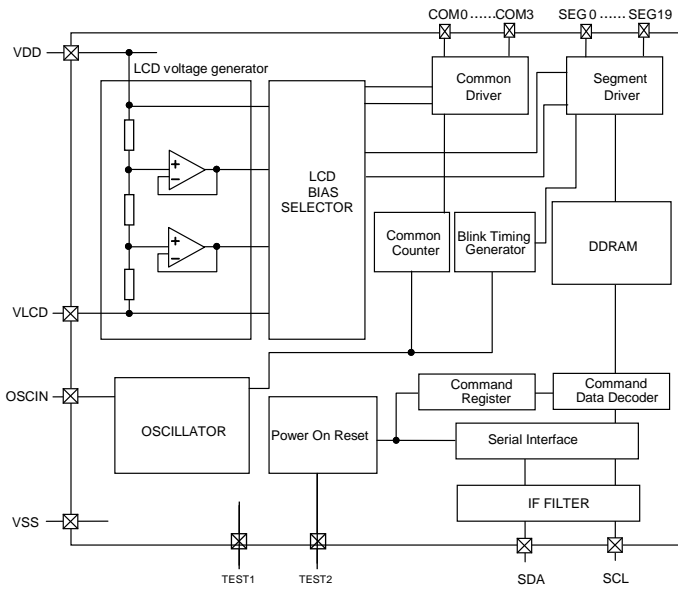 COM0 ...... COM3 SEG0 ...... SEG19
VDD
LCD voltage generator
Common
Driver
Segment
Driver
LCD
BIAS
SELECTOR
Common
Counter
Blink Timing
Generator
DDRAM
VLCD
OSCIN
OSCILLATOR
Power On Reset
Command
Register
Command
Data Decoder
Serial Interface
IF FILTER
VSS
TEST1
TEST2
SDA
SCL